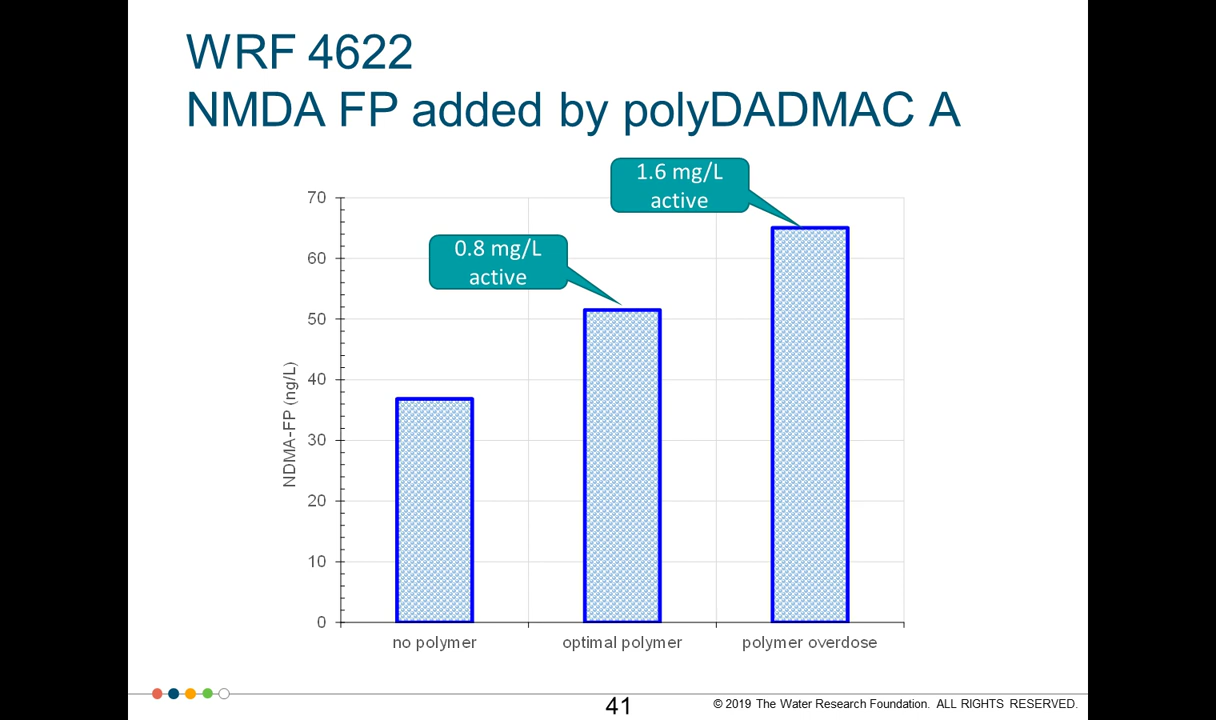 WRF 4622
NMDA FP added by polyDADMAC A
1.6 mg/L
active
0.8 mg/L
active
70
60
50
40
30
20
10
0
NDMA-FP (ng/L)
no polymer
optimal polymer
polymer overdose
41
© 2019 The Water Research Foundation. ALL RIGHTS RESERVED.